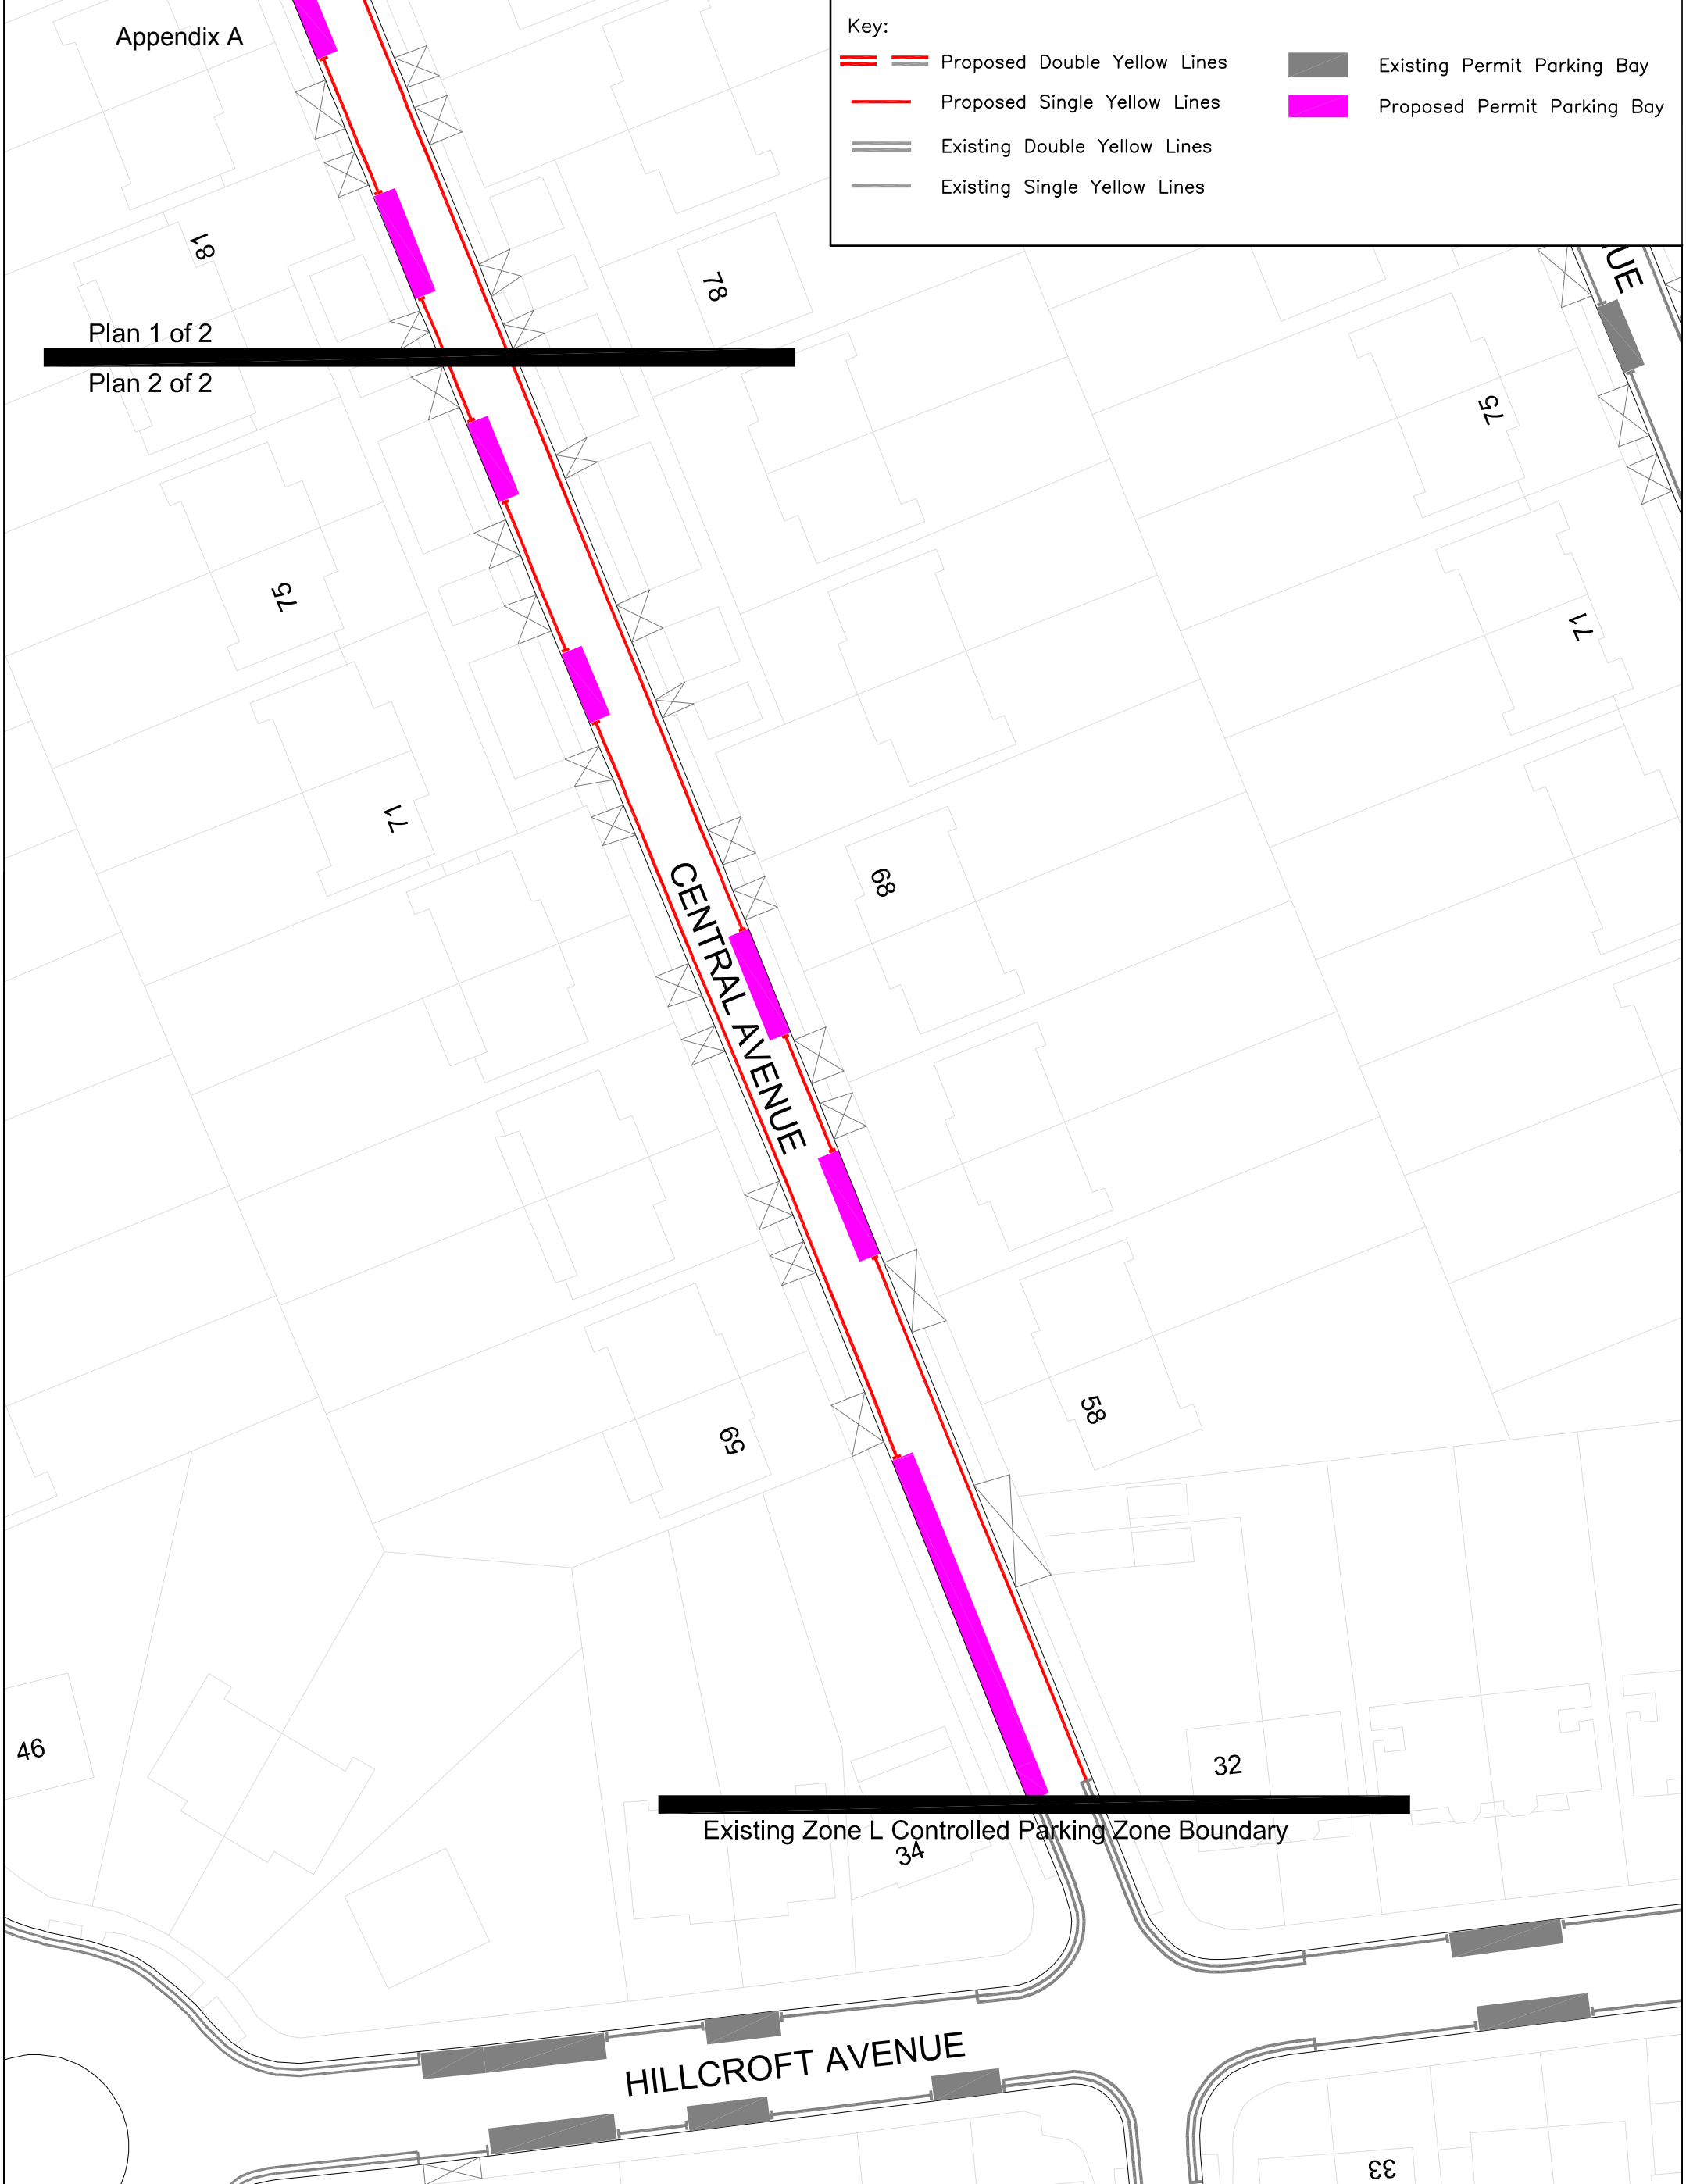 Appendix A
Key:
Proposed Double Yellow Lines
Existing Permit Parking Bay
Proposed Single Yellow Lines
Proposed Permit Parking Bay
Existing Double Yellow Lines
Existing Single Yellow Lines
81
78
UE
Plan 1 of 2
Plan 2 of 2
75
75
71
71
68
CENTRAL AVENUE
58
59
46
32
Existing Zone L Controlled Parking Zone Boundary
34
HILLCROFT AVENUE
33